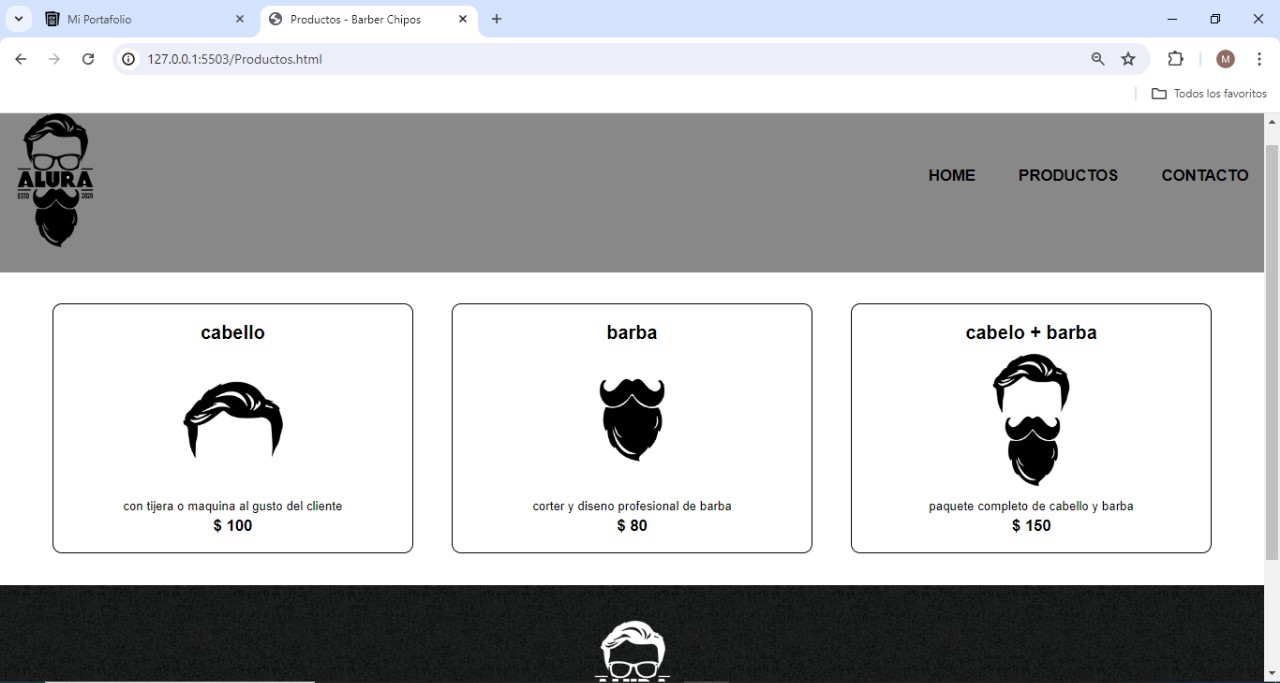 Mi Portafolio
Productos - Barber Chipos
127.0.0.1:5503/Productos.html
M
Todos los favoritos
ALURA
ESTD 2020
HOME PRODUCTOS CONTACTO
cabello
con tijera o maquina al gusto del cliente
$ 100
barba
corter y diseno profesional de barba
$ 80
cabelo + barba
paquete completo de cabello y barba
$ 150
ALURA